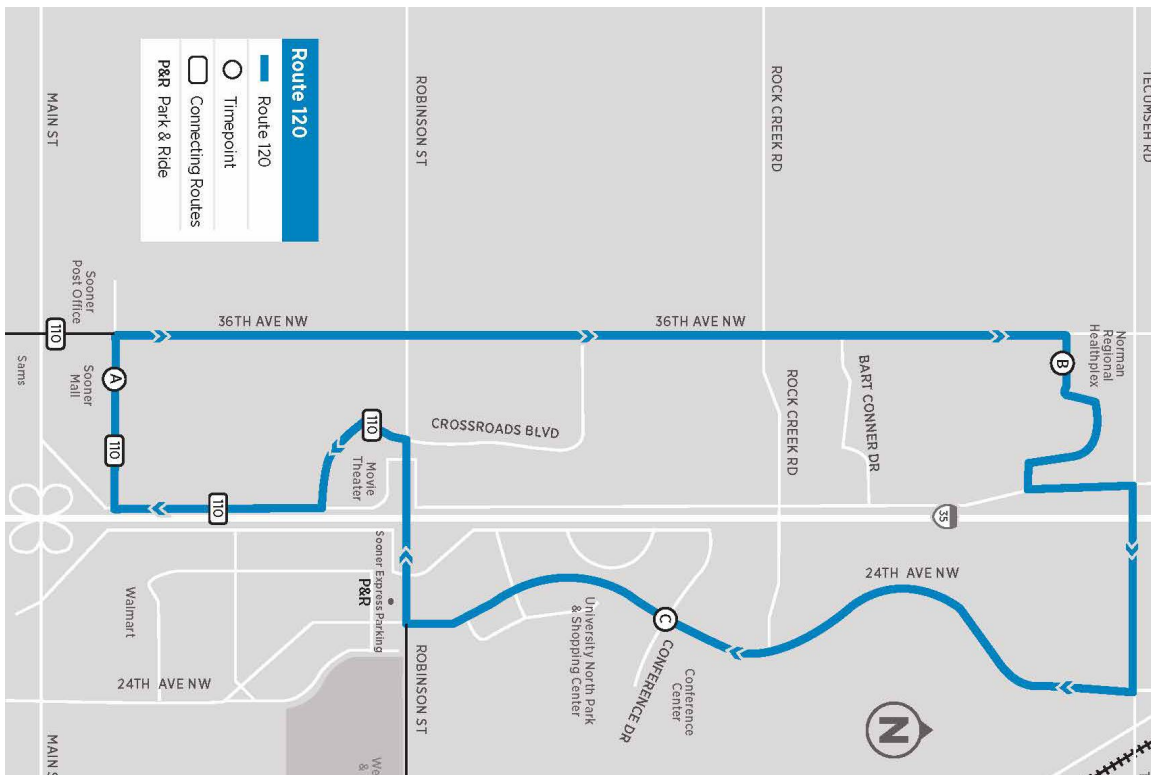 Route 120
Route 120
Timepoint
Connecting Routes
P&R Park & Ride
MAIN ST
ROBINSON ST
ROCK CREEK RD
TECUMSEH RD
Sooner
Post Office
110
36TH AVE NW
36TH AVE NW
Norman
Regional
Healthplex
Sams
A
Sooner
Mall
B
BART CONNER DR
ROCK CREEK RD
CROSSROADS BLVD
110
110
Movie
Theater
110
35
Sooner Express Parking
P&R
Walmart
24TH AVE NW
University North Park
& Shopping Center
C
CONFERENCE DR
Conference
Center
24TH AVE NW
ROBINSON ST
N
MAIN S
We
&
T